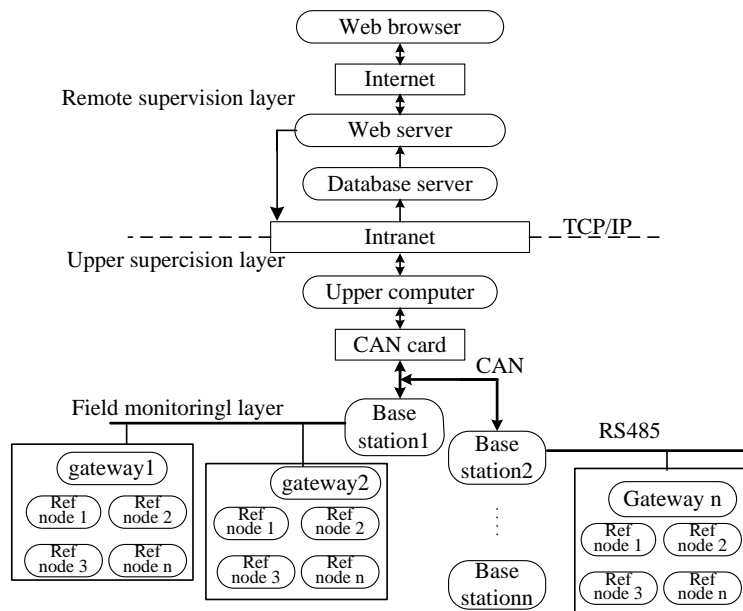 Web browser
Internet
Remote supervision layer
Web server
Database server
TCP/IP
Intranet
Upper supercision layer
Upper computer
CAN card
CAN
Field monitoringl layer
Base
station1
RS485
Base
station2
gateway1
gateway2
Gateway n
Ref
node 1
Ref
node 2
Ref
node 3
Ref
node n
Ref
node 1
Ref
node 2
Ref
node 3
Ref
node n
Ref
node 1
Ref
node 2
Ref
node 3
Ref
node n
Base
stationn